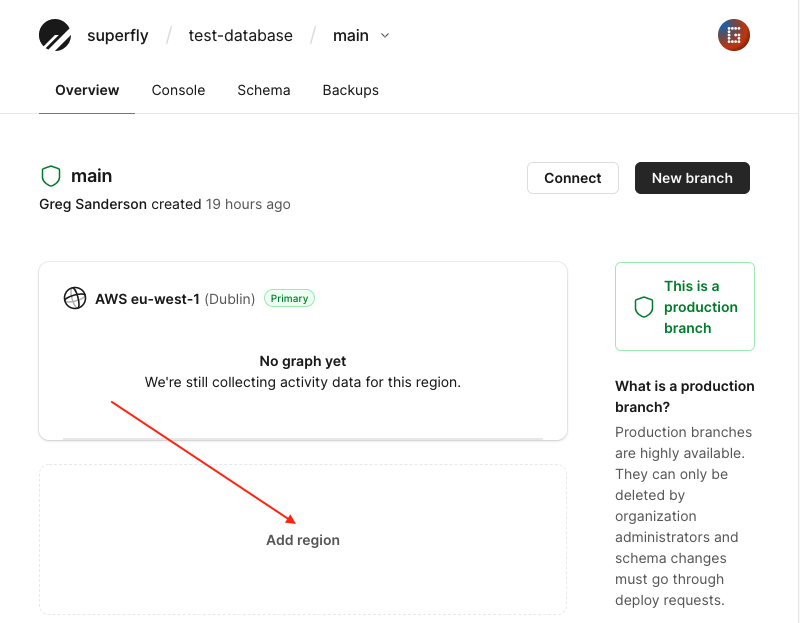 superfly / test-database / main
Overview Console Schema Backups
main
Greg Sanderson created 19 hours ago
Connect
New branch
AWS eu-west-1 (Dublin) Primary
No graph yet
We're still collecting activity data for this region.
Add region
This is a
production
branch
What is a production
branch?
Production branches
are highly available.
They can only be
deleted by
organization
administrators and
schema changes
must go through
deploy requests.